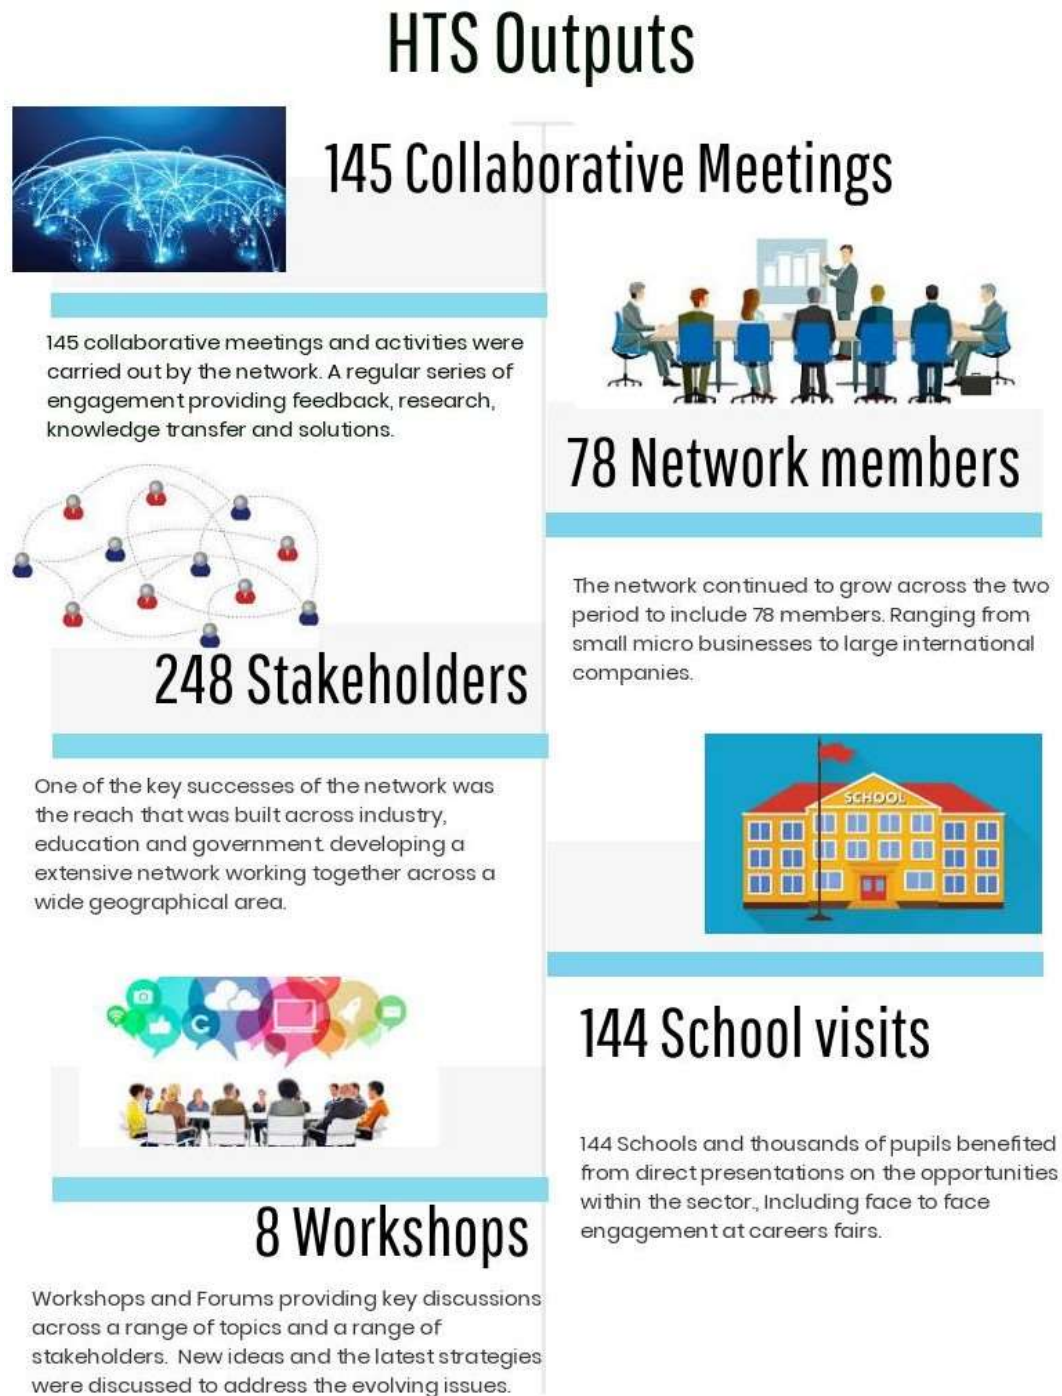 HTS Outputs
145 Collaborative Meetings
145 collaborative meetings and activities were
carried out by the network. A regular series of
engagement providing feedback, research,
knowledge transfer and solutions.
78 Network members
The network continued to grow across the two
period to include 78 members. Ranging from
small micro businesses to large international
companies.
248 Stakeholders
One of the key successes of the network was
the reach that was built across industry,
education and government. developing a
extensive network working together across a
wide geographical area.
SCHOOL
144 School visits
144 Schools and thousands of pupils benefited
from direct presentations on the opportunities
within the sector., Including face to face
engagement at careers fairs.
8 Workshops
Workshops and Forums providing key discussions
across a range of topics and a range of
stakeholders. New ideas and the latest strategies
were discussed to address the evolving issues.